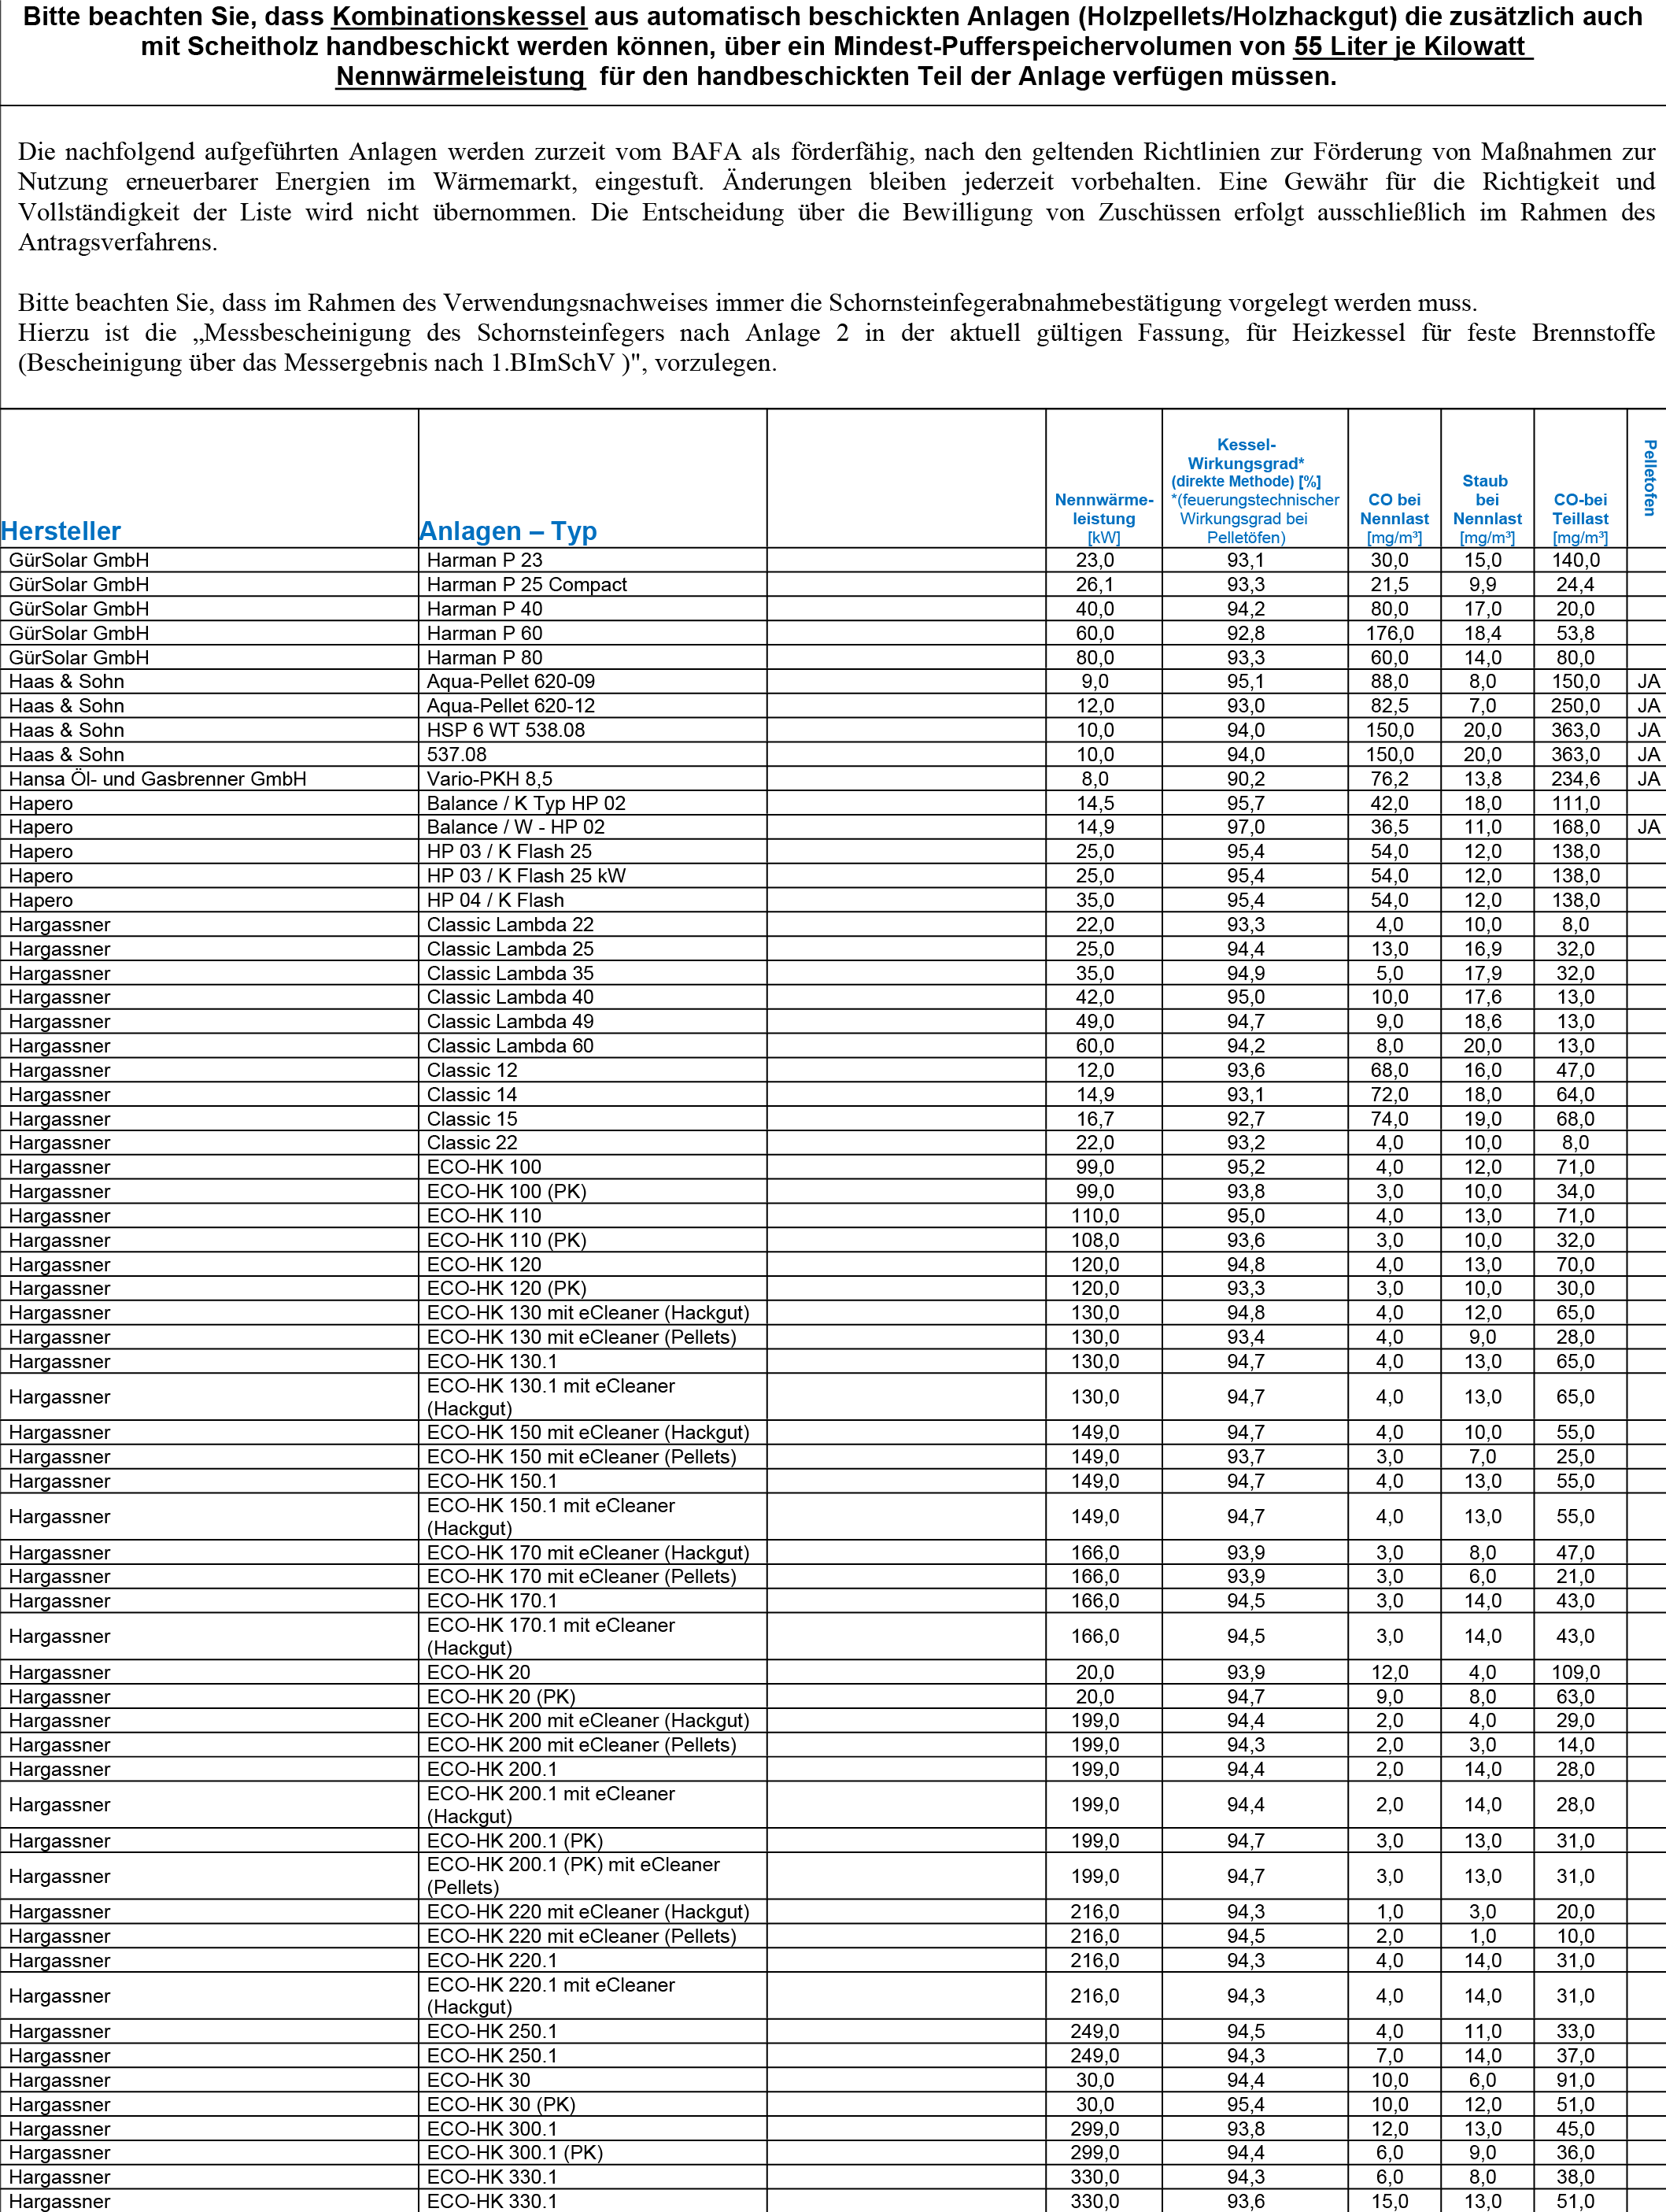 Bitte beachten Sie, dass Kombinationskessel aus automatisch beschickten Anlagen (Holzpellets/Holzhackgut) die zusätzlich auch
mit Scheitholz handbeschickt werden können, über ein Mindest-Pufferspeichervolumen von 55 Liter je Kilowatt
Nennwärmeleistung für den handbeschickten Teil der Anlage verfügen müssen.
Die nachfolgend aufgeführten Anlagen werden zurzeit vom BAFA als förderfähig, nach den geltenden Richtlinien zur Förderung von Maßnahmen zur
Nutzung erneuerbarer Energien im Wärmemarkt, eingestuft. Änderungen bleiben jederzeit vorbehalten. Eine Gewähr für die Richtigkeit und
Vollständigkeit der Liste wird nicht übernommen. Die Entscheidung über die Bewilligung von Zuschüssen erfolgt ausschließlich im Rahmen des
Antragsverfahrens.
Bitte beachten Sie, dass im Rahmen des Verwendungsnachweises immer die Schornsteinfegerabnahmebestätigung vorgelegt werden muss.
Hierzu ist die „Messbescheinigung des Schornsteinfegers nach Anlage 2 in der aktuell gültigen Fassung, für Heizkessel für feste Brennstoffe
(Bescheinigung über das Messergebnis nach 1.BImSchV )", vorzulegen.
Hersteller
Anlagen – Typ
Nennwärme-
leistung
[kW]
Kessel-
Wirkungsgrad*
(direkte Methode) [%]
*(feuerungstechnischer
Wirkungsgrad bei
Pelletöfen)
CO bei
Nennlast
[mg/m³]
Staub
bei
Nennlast
[mg/m³]
CO-bei
Teillast
[mg/m³]
Pelletofen
GürSolar GmbH Harman P 23 23,0 93,1 30,0 15,0 140,0
GürSolar GmbH Harman P 25 Compact 26,1 93,3 21,5 9,9 24,4
GürSolar GmbH Harman P 40 40,0 94,2 80,0 17,0 20,0
GürSolar GmbH Harman P 60 60,0 92,8 176,0 18,4 53,8
GürSolar GmbH Harman P 80 80,0 93,3 60,0 14,0 80,0
Haas & Sohn Aqua-Pellet 620-09 9,0 95,1 88,0 8,0 150,0 JA
Haas & Sohn Aqua-Pellet 620-12 12,0 93,0 82,5 7,0 250,0 JA
Haas & Sohn HSP 6 WT 538.08 10,0 94,0 150,0 20,0 363,0 JA
Haas & Sohn 537.08 10,0 94,0 150,0 20,0 363,0 JA
Hansa Öl- und Gasbrenner GmbH Vario-PKH 8,5 8,0 90,2 76,2 13,8 234,6 JA
Hapero Balance / K Typ HP 02 14,5 95,7 42,0 18,0 111,0
Hapero Balance / W - HP 02 14,9 97,0 36,5 11,0 168,0 JA
Hapero HP 03 / K Flash 25 25,0 95,4 54,0 12,0 138,0
Hapero HP 03 / K Flash 25 kW 25,0 95,4 54,0 12,0 138,0
Hapero HP 04 / K Flash 35,0 95,4 54,0 12,0 138,0
Hargassner Classic Lambda 22 22,0 93,3 4,0 10,0 8,0
Hargassner Classic Lambda 25 25,0 94,4 13,0 16,9 32,0
Hargassner Classic Lambda 35 35,0 94,9 5,0 17,9 32,0
Hargassner Classic Lambda 40 42,0 95,0 10,0 17,6 13,0
Hargassner Classic Lambda 49 49,0 94,7 9,0 18,6 13,0
Hargassner Classic Lambda 60 60,0 94,2 8,0 20,0 13,0
Hargassner Classic 12 12,0 93,6 68,0 16,0 47,0
Hargassner Classic 14 14,9 93,1 72,0 18,0 64,0
Hargassner Classic 15 16,7 92,7 74,0 19,0 68,0
Hargassner Classic 22 22,0 93,2 4,0 10,0 8,0
Hargassner ECO-HK 100 99,0 95,2 4,0 12,0 71,0
Hargassner ECO-HK 100 (PK) 99,0 93,8 3,0 10,0 34,0
Hargassner ECO-HK 110 110,0 95,0 4,0 13,0 71,0
Hargassner ECO-HK 110 (PK) 108,0 93,6 3,0 10,0 32,0
Hargassner ECO-HK 120 120,0 94,8 4,0 13,0 70,0
Hargassner ECO-HK 120 (PK) 120,0 93,3 3,0 10,0 30,0
Hargassner ECO-HK 130 mit eCleaner (Hackgut) 130,0 94,8 4,0 12,0 65,0
Hargassner ECO-HK 130 mit eCleaner (Pellets) 130,0 93,4 4,0 9,0 28,0
Hargassner ECO-HK 130.1 130,0 94,7 4,0 13,0 65,0
Hargassner ECO-HK 130.1 mit eCleaner
(Hackgut) 130,0 94,7 4,0 13,0 65,0
Hargassner ECO-HK 150 mit eCleaner (Hackgut) 149,0 94,7 4,0 10,0 55,0
Hargassner ECO-HK 150 mit eCleaner (Pellets) 149,0 93,7 3,0 7,0 25,0
Hargassner ECO-HK 150.1 149,0 94,7 4,0 13,0 55,0
Hargassner ECO-HK 150.1 mit eCleaner
(Hackgut) 149,0 94,7 4,0 13,0 55,0
Hargassner ECO-HK 170 mit eCleaner (Hackgut) 166,0 93,9 3,0 8,0 47,0
Hargassner ECO-HK 170 mit eCleaner (Pellets) 166,0 93,9 3,0 6,0 21,0
Hargassner ECO-HK 170.1 166,0 94,5 3,0 14,0 43,0
Hargassner ECO-HK 170.1 mit eCleaner
(Hackgut) 166,0 94,5 3,0 14,0 43,0
Hargassner ECO-HK 20 20,0 93,9 12,0 4,0 109,0
Hargassner ECO-HK 20 (PK) 20,0 94,7 9,0 8,0 63,0
Hargassner ECO-HK 200 mit eCleaner (Hackgut) 199,0 94,4 2,0 4,0 29,0
Hargassner ECO-HK 200 mit eCleaner (Pellets) 199,0 94,3 2,0 3,0 14,0
Hargassner ECO-HK 200.1 199,0 94,4 2,0 14,0 28,0
Hargassner ECO-HK 200.1 mit eCleaner
(Hackgut) 199,0 94,4 2,0 14,0 28,0
Hargassner ECO-HK 200.1 (PK) 199,0 94,7 3,0 13,0 31,0
Hargassner ECO-HK 200.1 (PK) mit eCleaner
(Pellets) 199,0 94,7 3,0 13,0 31,0
Hargassner ECO-HK 220 mit eCleaner (Hackgut) 216,0 94,3 1,0 3,0 20,0
Hargassner ECO-HK 220 mit eCleaner (Pellets) 216,0 94,5 2,0 1,0 10,0
Hargassner ECO-HK 220.1 216,0 94,3 4,0 14,0 31,0
Hargassner ECO-HK 220.1 mit eCleaner
(Hackgut) 216,0 94,3 4,0 14,0 31,0
Hargassner ECO-HK 250.1 249,0 94,5 4,0 11,0 33,0
Hargassner ECO-HK 250.1 249,0 94,3 7,0 14,0 37,0
Hargassner ECO-HK 30 30,0 94,4 10,0 6,0 91,0
Hargassner ECO-HK 30 (PK) 30,0 95,4 10,0 12,0 51,0
Hargassner ECO-HK 300.1 299,0 93,8 12,0 13,0 45,0
Hargassner ECO-HK 300.1 (PK) 299,0 94,4 6,0 9,0 36,0
Hargassner ECO-HK 330.1 330,0 94,3 6,0 8,0 38,0
Hargassner ECO-HK 330.1 330,0 93,6 15,0 13,0 51,0